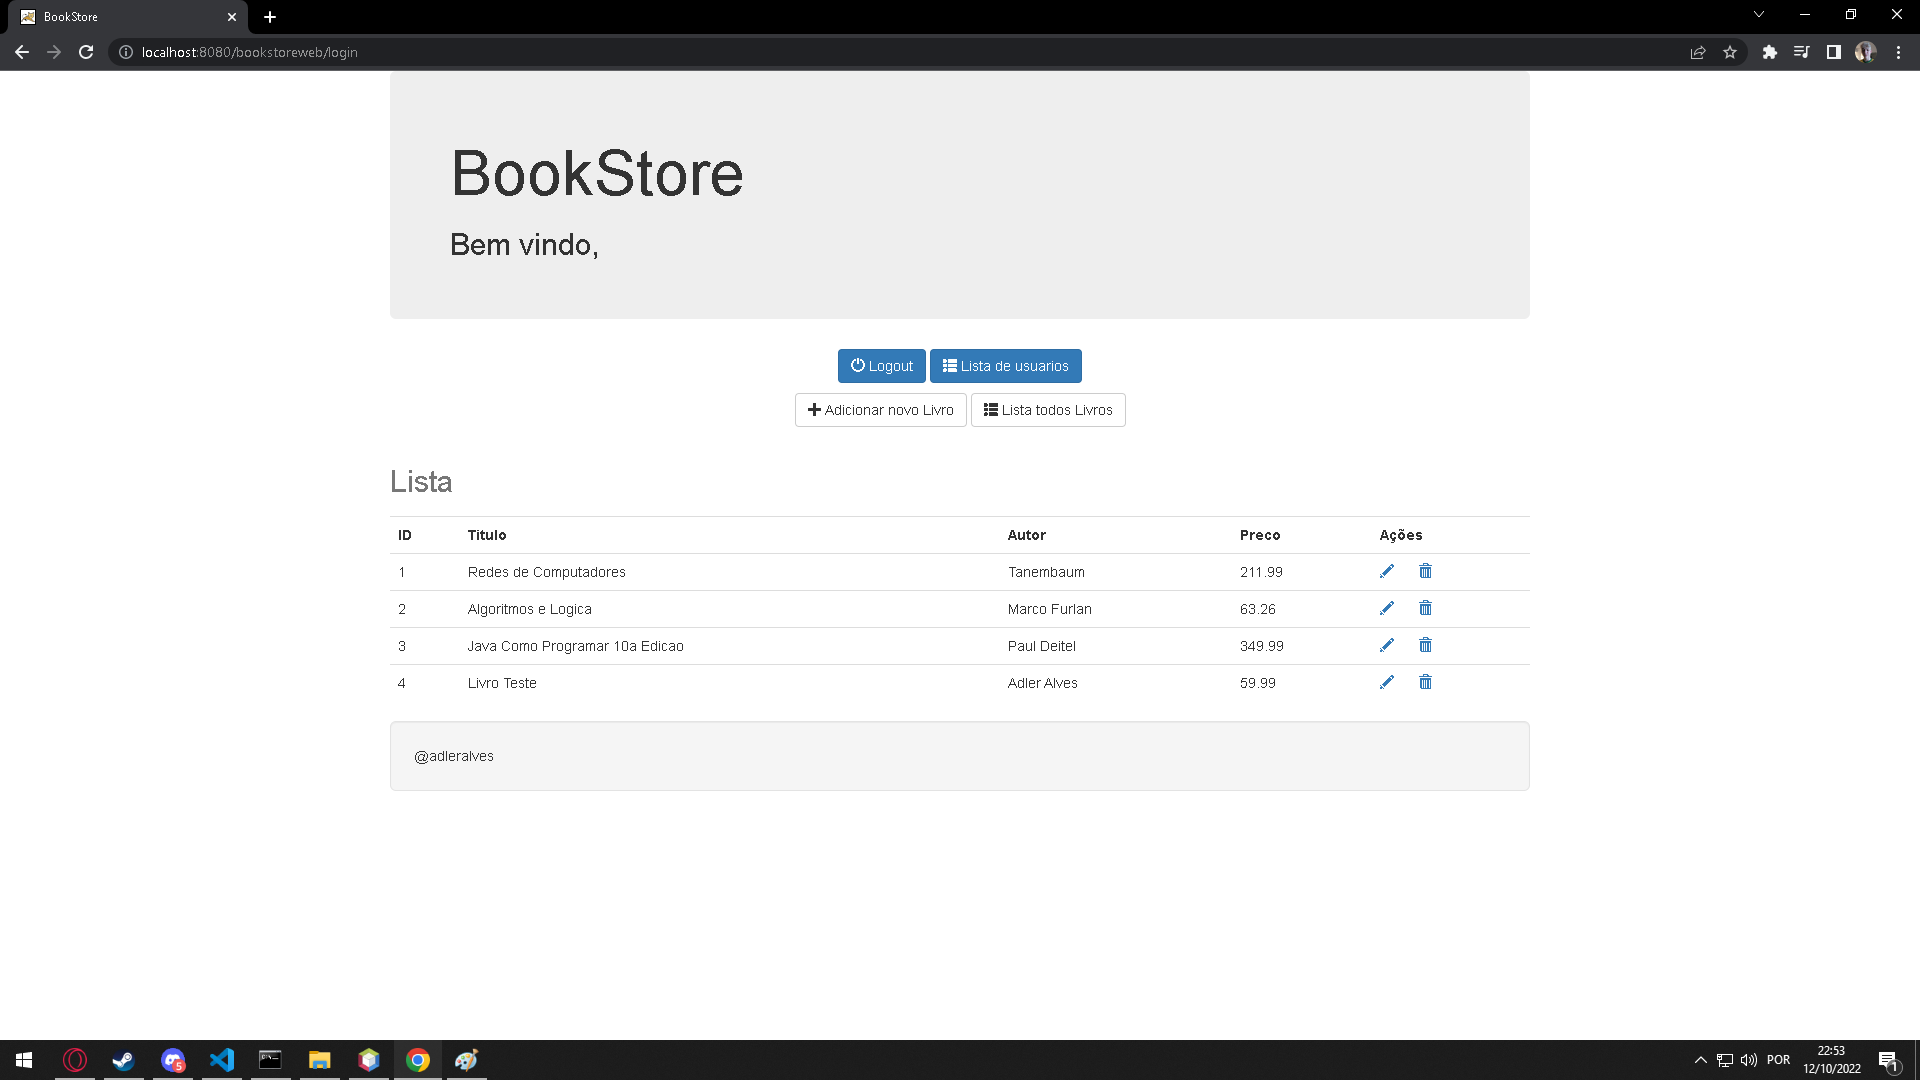 BookStore
localhost:8080/bookstoreweb/login
BookStore
Bem vindo,
Logout Lista de usuarios
Adicionar novo Livro Lista todos Livros
Lista
ID Titulo Autor Preco Ações
1 Redes de Computadores Tanembaum 211.99
2 Algoritmos e Logica Marco Furlan 63.26
3 Java Como Programar 10a Edicao Paul Deitel 349.99
4 Livro Teste Adler Alves 59.99
@adleralves
5
POR
22:53
12/10/2022
1